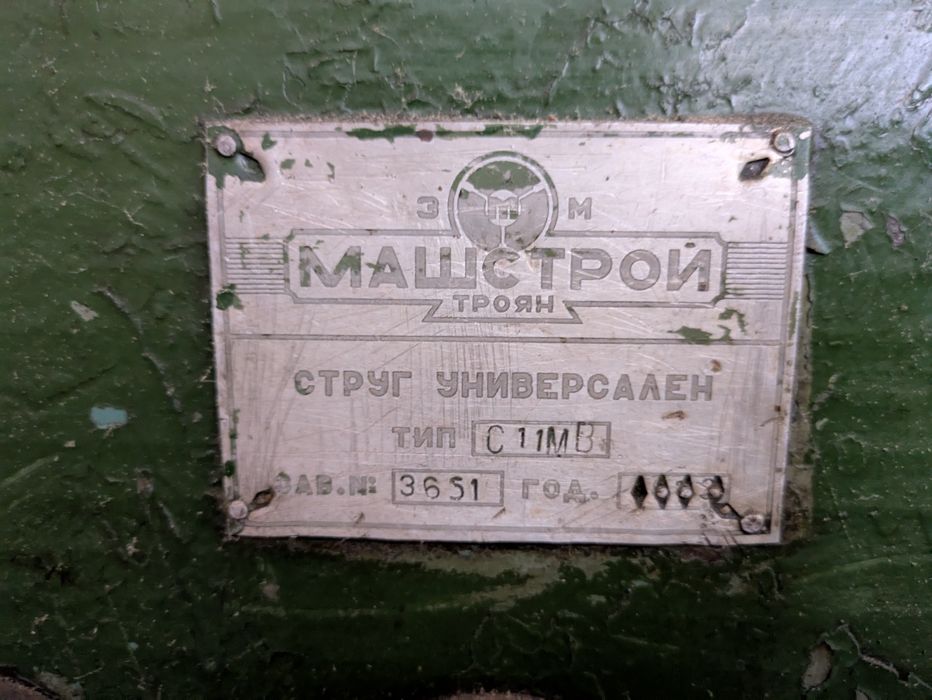 З М
МАШСТРОЙ
ТРОЯН
СТРУГ УНИВЕРСАЛЕН
ТИП С11МВ
ЗАВ.№: 3651 ГОД.